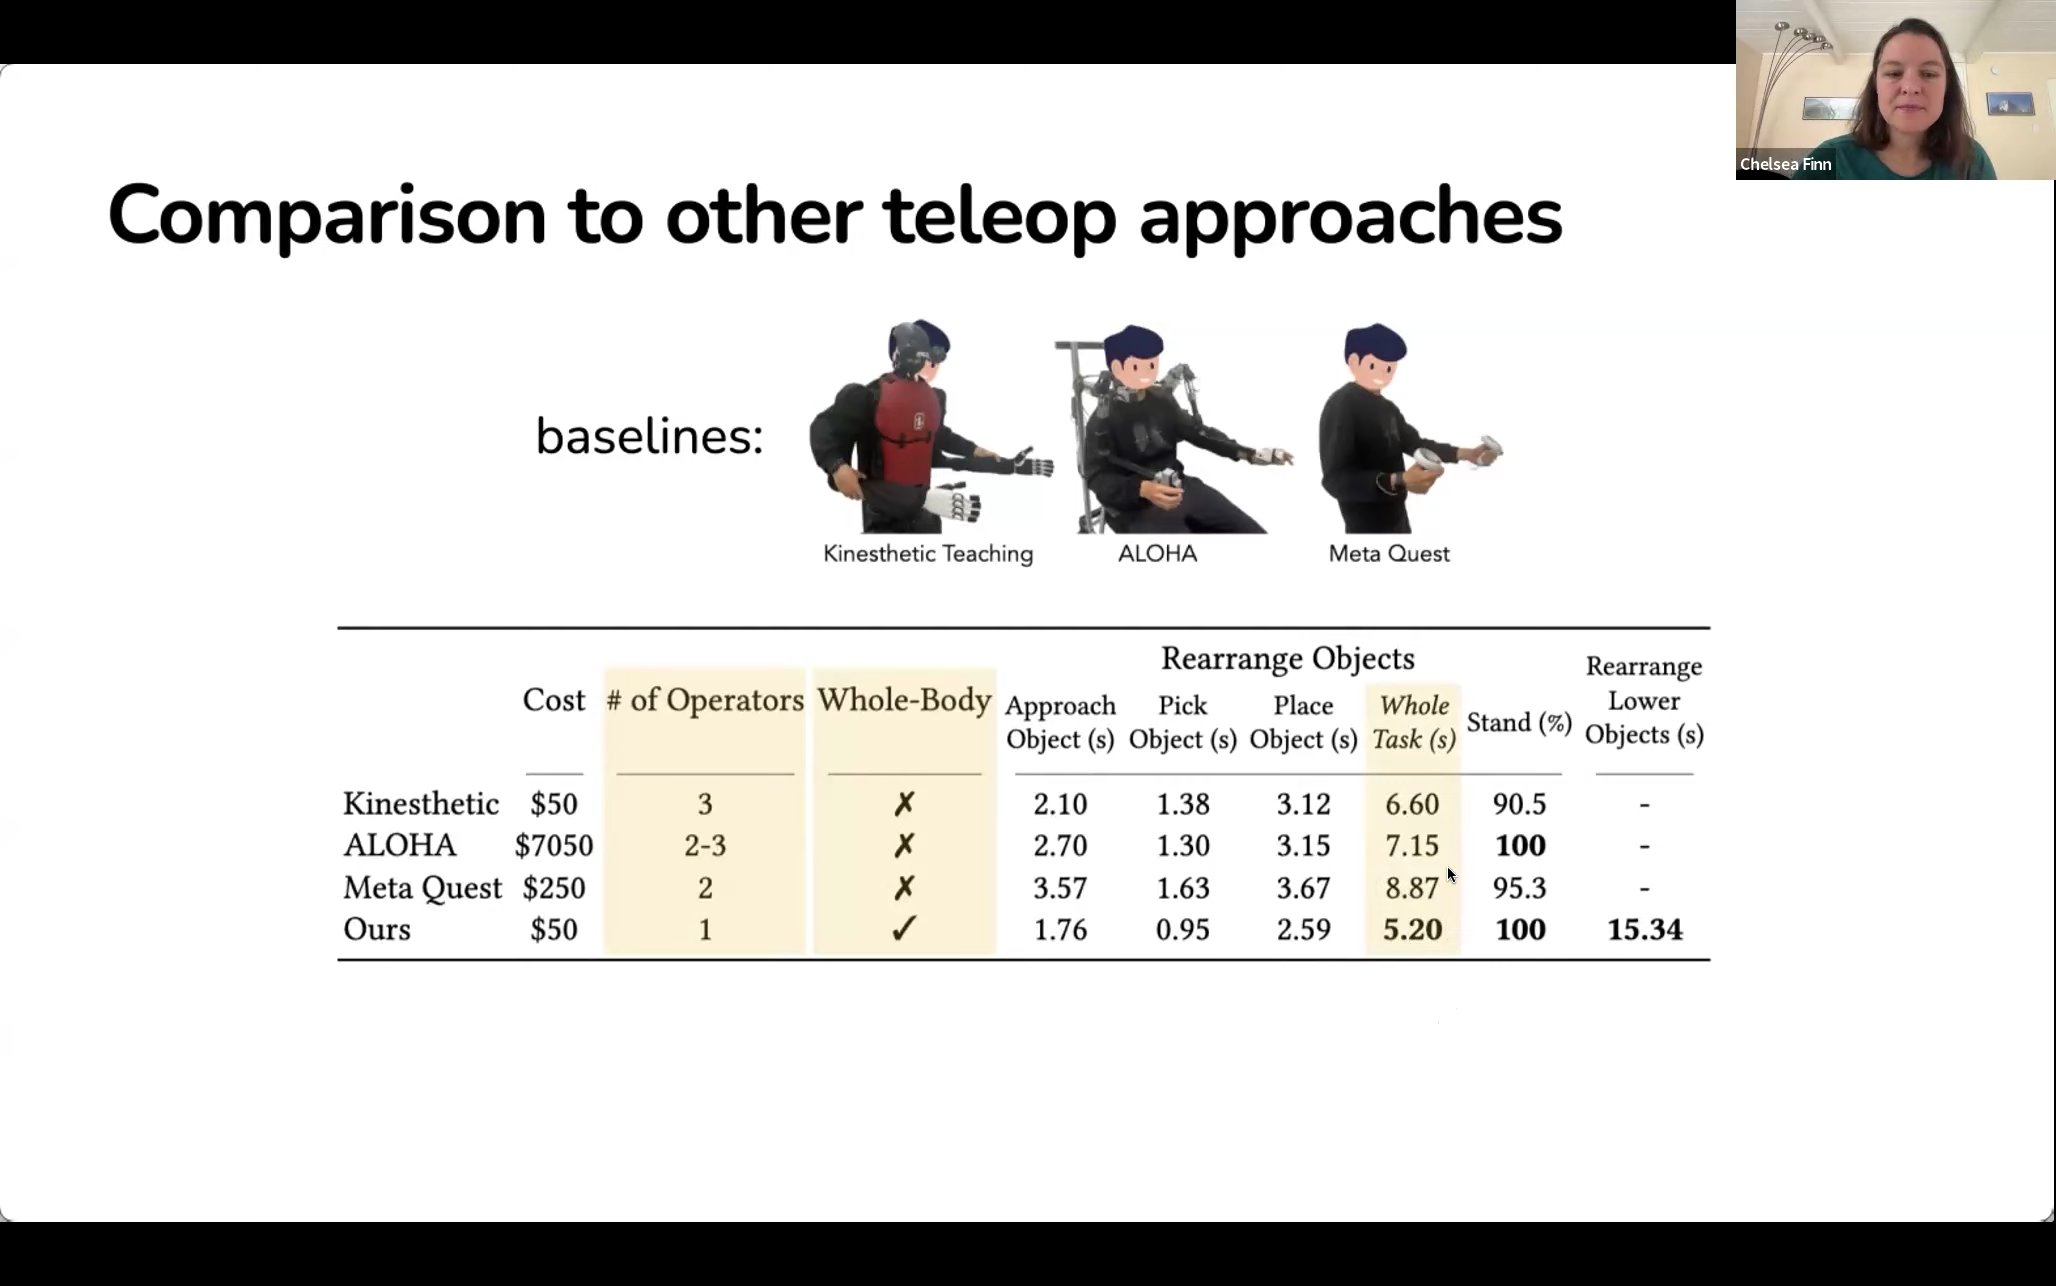 Chelsea Finn
Comparison to other teleop approaches
baselines:
Kinesthetic Teaching ALOHA Meta Quest
Rearrange Objects
Cost # of Operators Whole-Body Approach Object (s) Pick Object (s) Place Object (s) Whole Task (s) Stand (%) Rearrange Lower Objects (s)
Kinesthetic $50 3 ✗ 2.10 1.38 3.12 6.60 90.5 -
ALOHA $7050 2-3 ✗ 2.70 1.30 3.15 7.15 100 -
Meta Quest $250 2 ✗ 3.57 1.63 3.67 8.87 95.3 -
Ours $50 1 ✓ 1.76 0.95 2.59 5.20 100 15.34